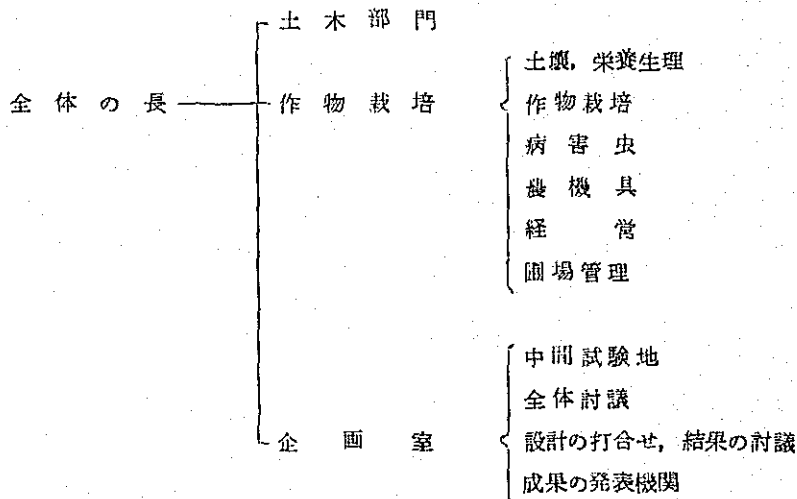 土木部門
土壌，栄養生理
全体の長
作物栽培
作物栽培
病害虫
農機具
経営
圃場管理
中間試験地
全体討議
企画室
設計の打合せ，結果の討議
成果の発表機関